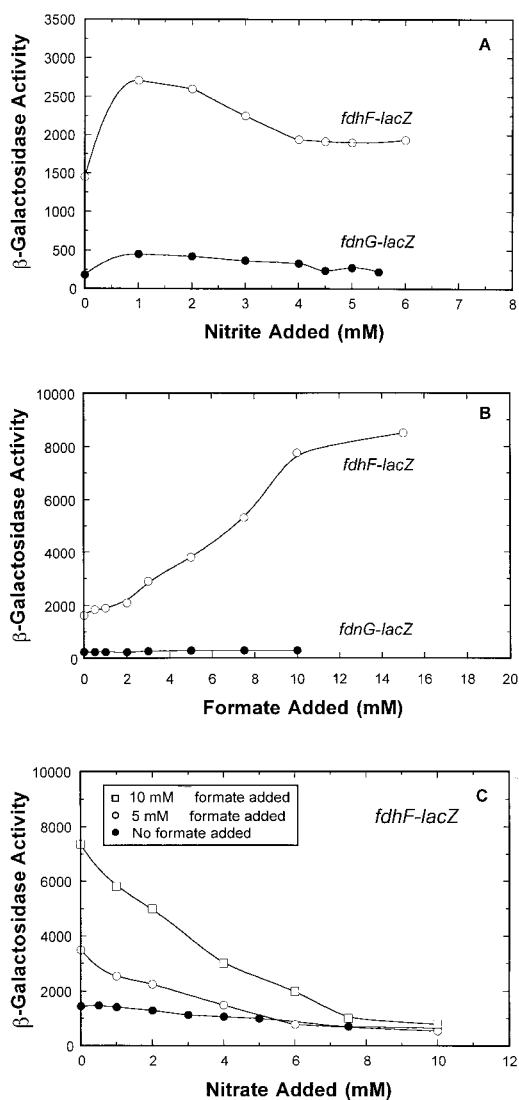 A
3500
3000
2500
2000
1500
1000
500
0
β-Galactosidase Activity
fdhF-lacZ
fdnG-lacZ
0 1 2 3 4 5 6 7 8
Nitrite Added (mM)
B
10000
8000
6000
4000
2000
0
β-Galactosidase Activity
fdhF-lacZ
fdnG-lacZ
0 2 4 6 8 10 12 14 16 18 20
Formate Added (mM)
C
10000
8000
6000
4000
2000
0
β-Galactosidase Activity
10 mM formate added
5 mM formate added
No formate added
fdhF-lacZ
0 2 4 6 8 10 12
Nitrate Added (mM)